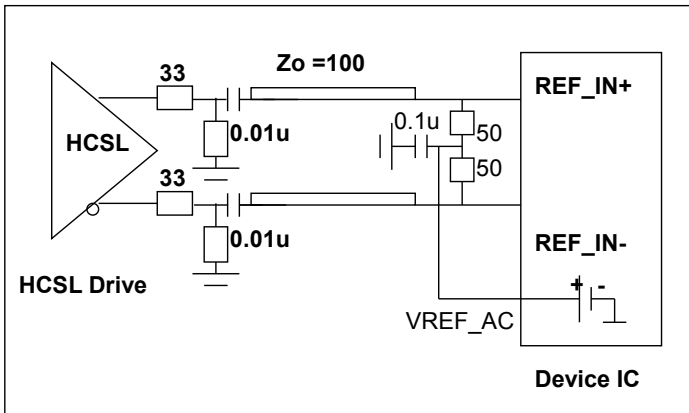 Zo =100
33
REF_IN+
0.1u
HCSL
0.01u
50
33
50
REF_IN-
0.01u
+ -
HCSL Drive
VREF_AC
Device IC